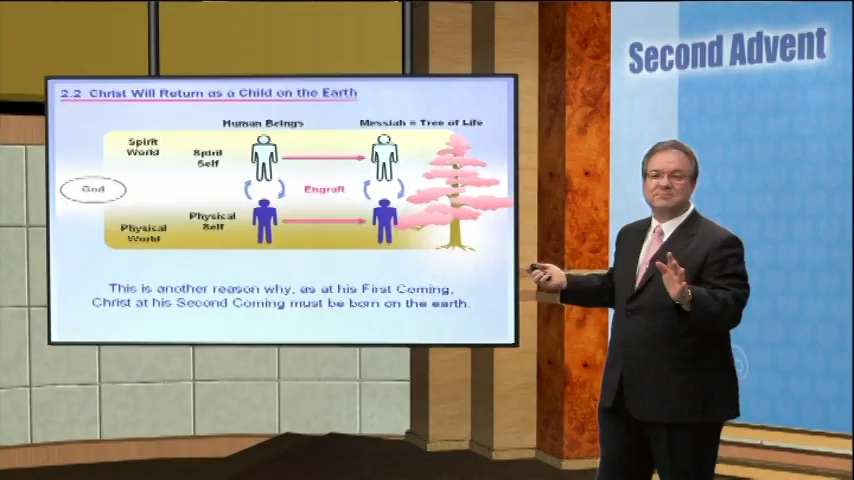 Second Advent
2.2 Christ Will Return as a Child on the Earth
Human Beings
Messiah = Tree of Life
Spirit
World
Spirit
Self
God
Engraft
Physical
Self
Physical
World
This is another reason why, as at his First Coming,
Christ at his Second Coming must be born on the earth.